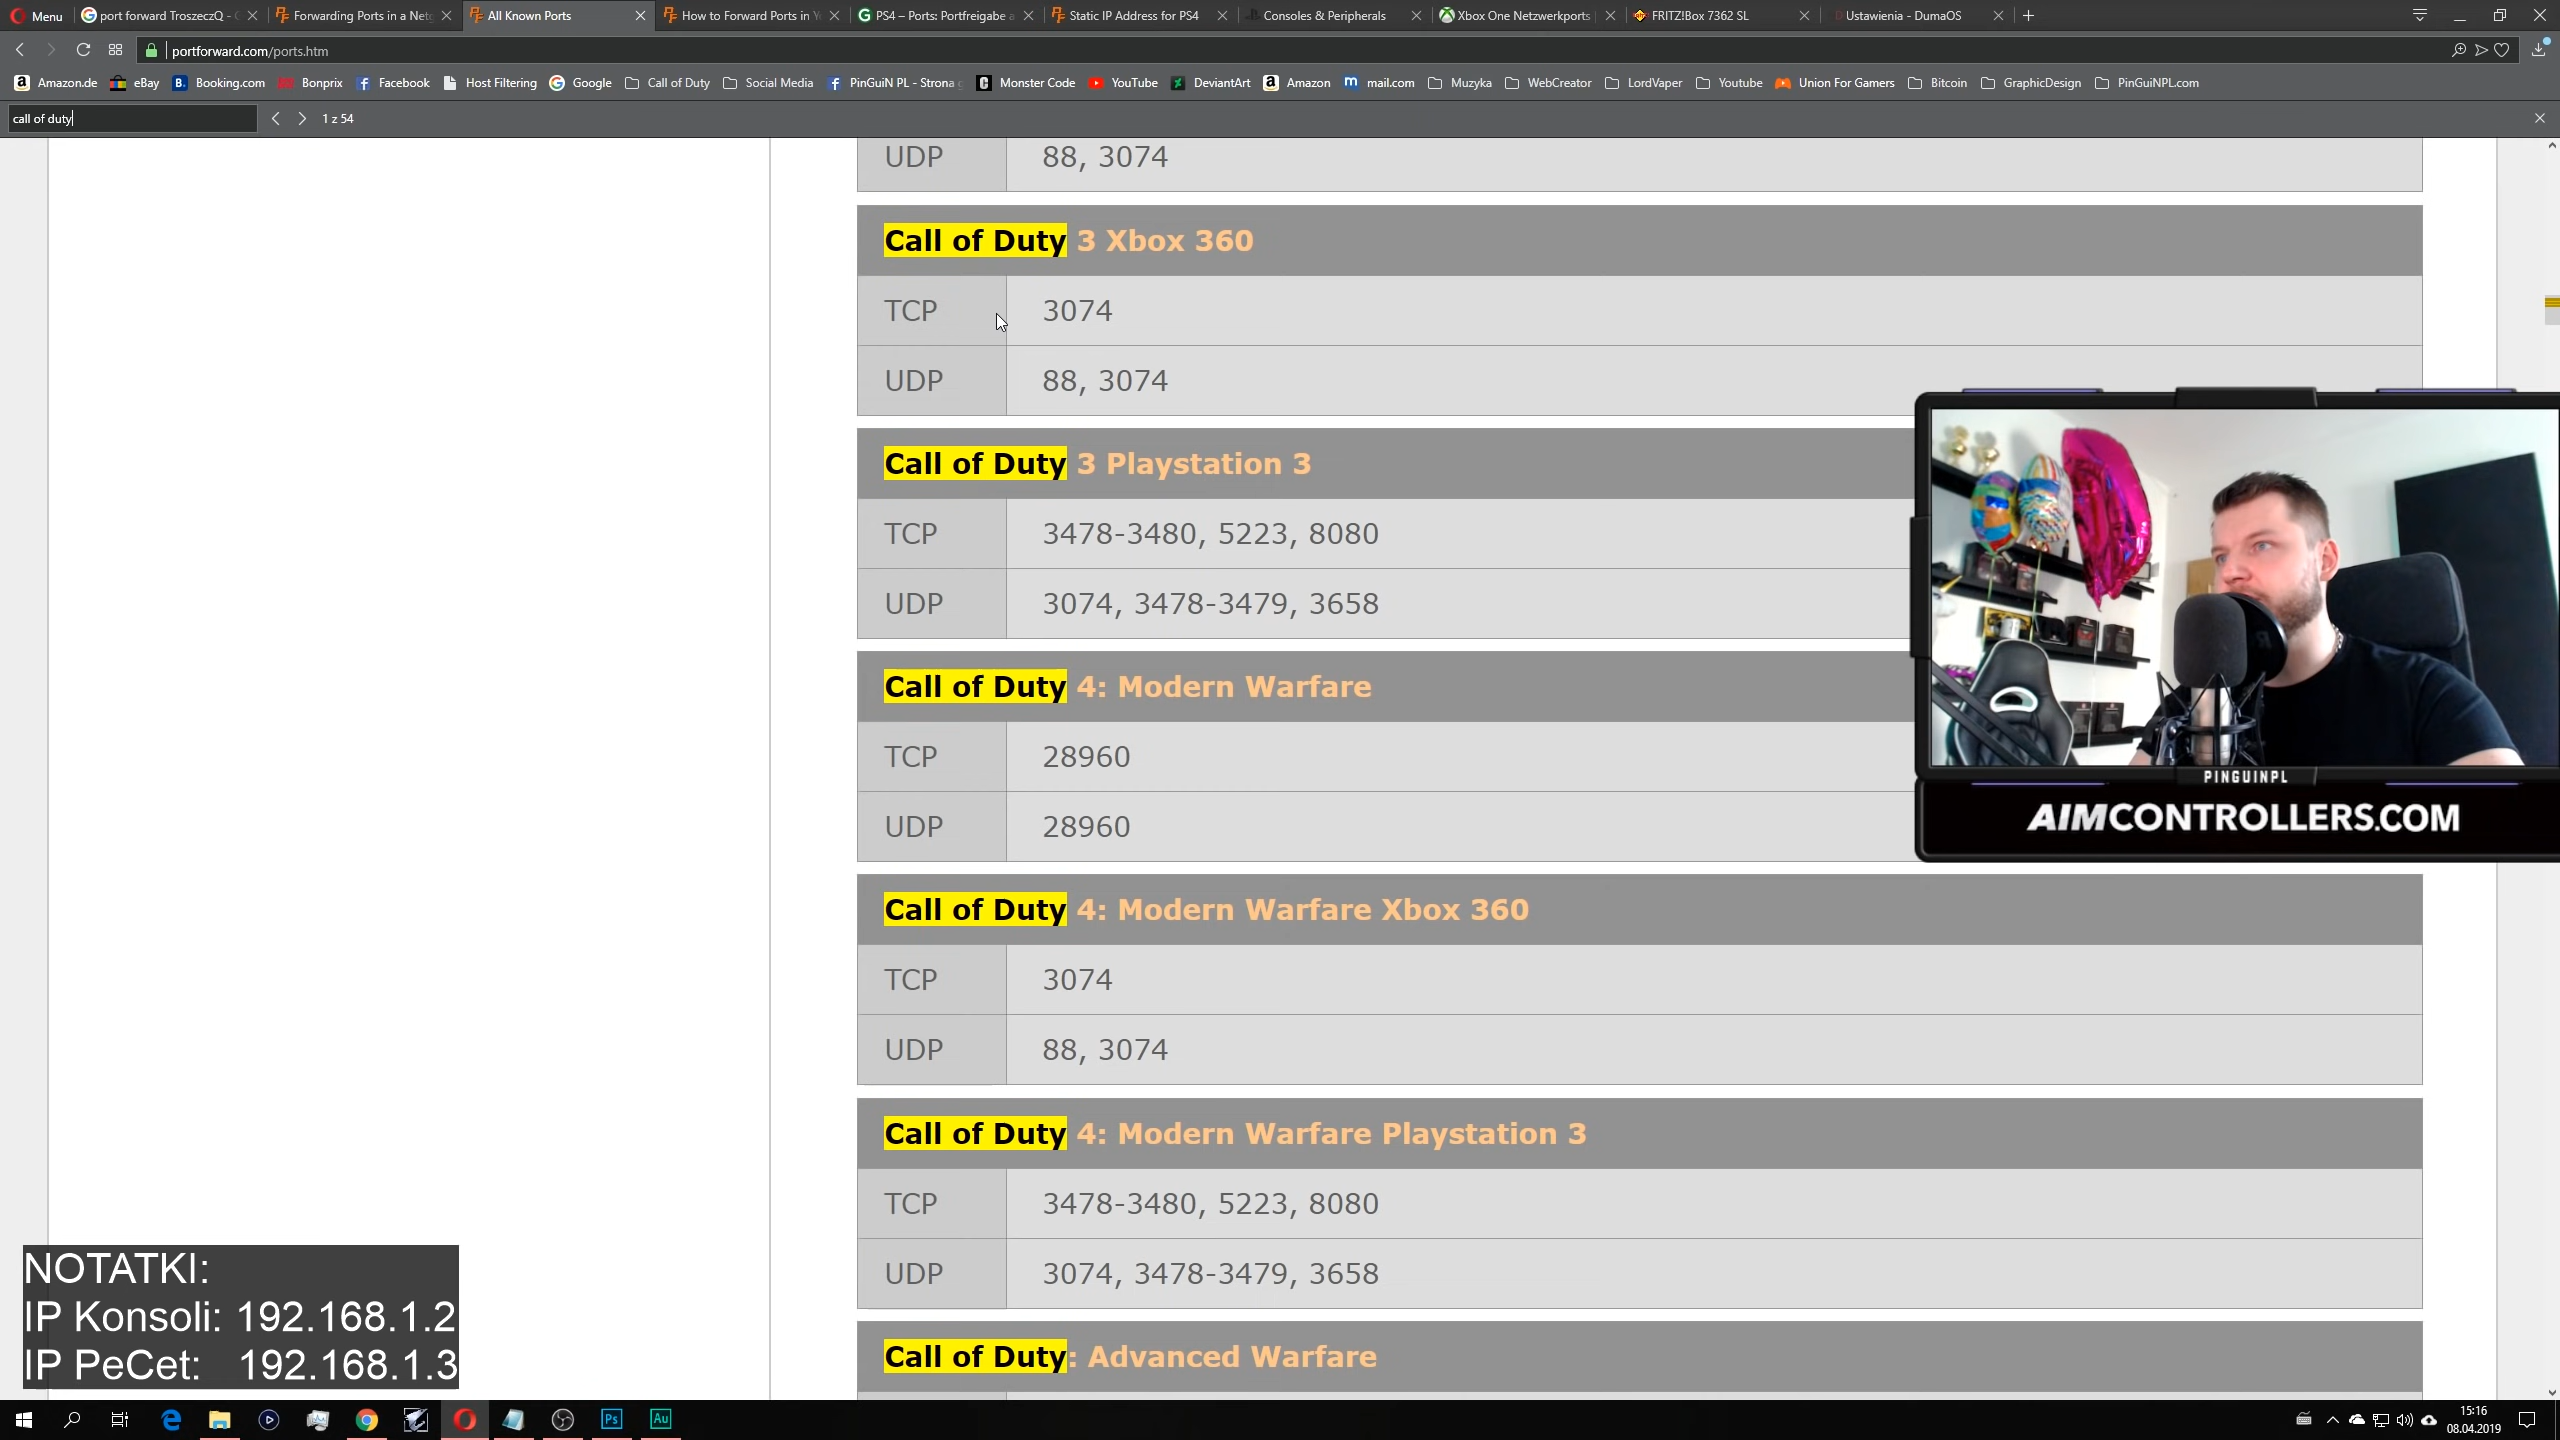 Menu
port forward TroszeczQ - G
Forwarding Ports in a Net
All Known Ports
How to Forward Ports in Y
PS4 – Ports: Portfreigabe a
Static IP Address for PS4
Consoles & Peripherals
Xbox One Netzwerkports
FRITZ!Box 7362 SL
Ustawienia - DumaOS
portforward.com/ports.htm
Amazon.de
eBay
Booking.com
Bonprix
Facebook
Host Filtering
Google
Call of Duty
Social Media
PinGuiN PL - Strona g
Monster Code
YouTube
DeviantArt
Amazon
mail.com
Muzyka
WebCreator
LordVaper
Youtube
Union For Gamers
Bitcoin
GraphicDesign
PinGuiNPL.com
call of duty
1 z 54
UDP 88, 3074
Call of Duty 3 Xbox 360
TCP 3074
UDP 88, 3074
Call of Duty 3 Playstation 3
TCP 3478-3480, 5223, 8080
UDP 3074, 3478-3479, 3658
Call of Duty 4: Modern Warfare
TCP 28960
UDP 28960
Call of Duty 4: Modern Warfare Xbox 360
TCP 3074
UDP 88, 3074
Call of Duty 4: Modern Warfare Playstation 3
TCP 3478-3480, 5223, 8080
UDP 3074, 3478-3479, 3658
Call of Duty: Advanced Warfare
PINGUINPL
AIMCONTROLLERS.COM
NOTATKI:
IP Konsoli: 192.168.1.2
IP PeCet: 192.168.1.3
Ps
Au
15:16
08.04.2019